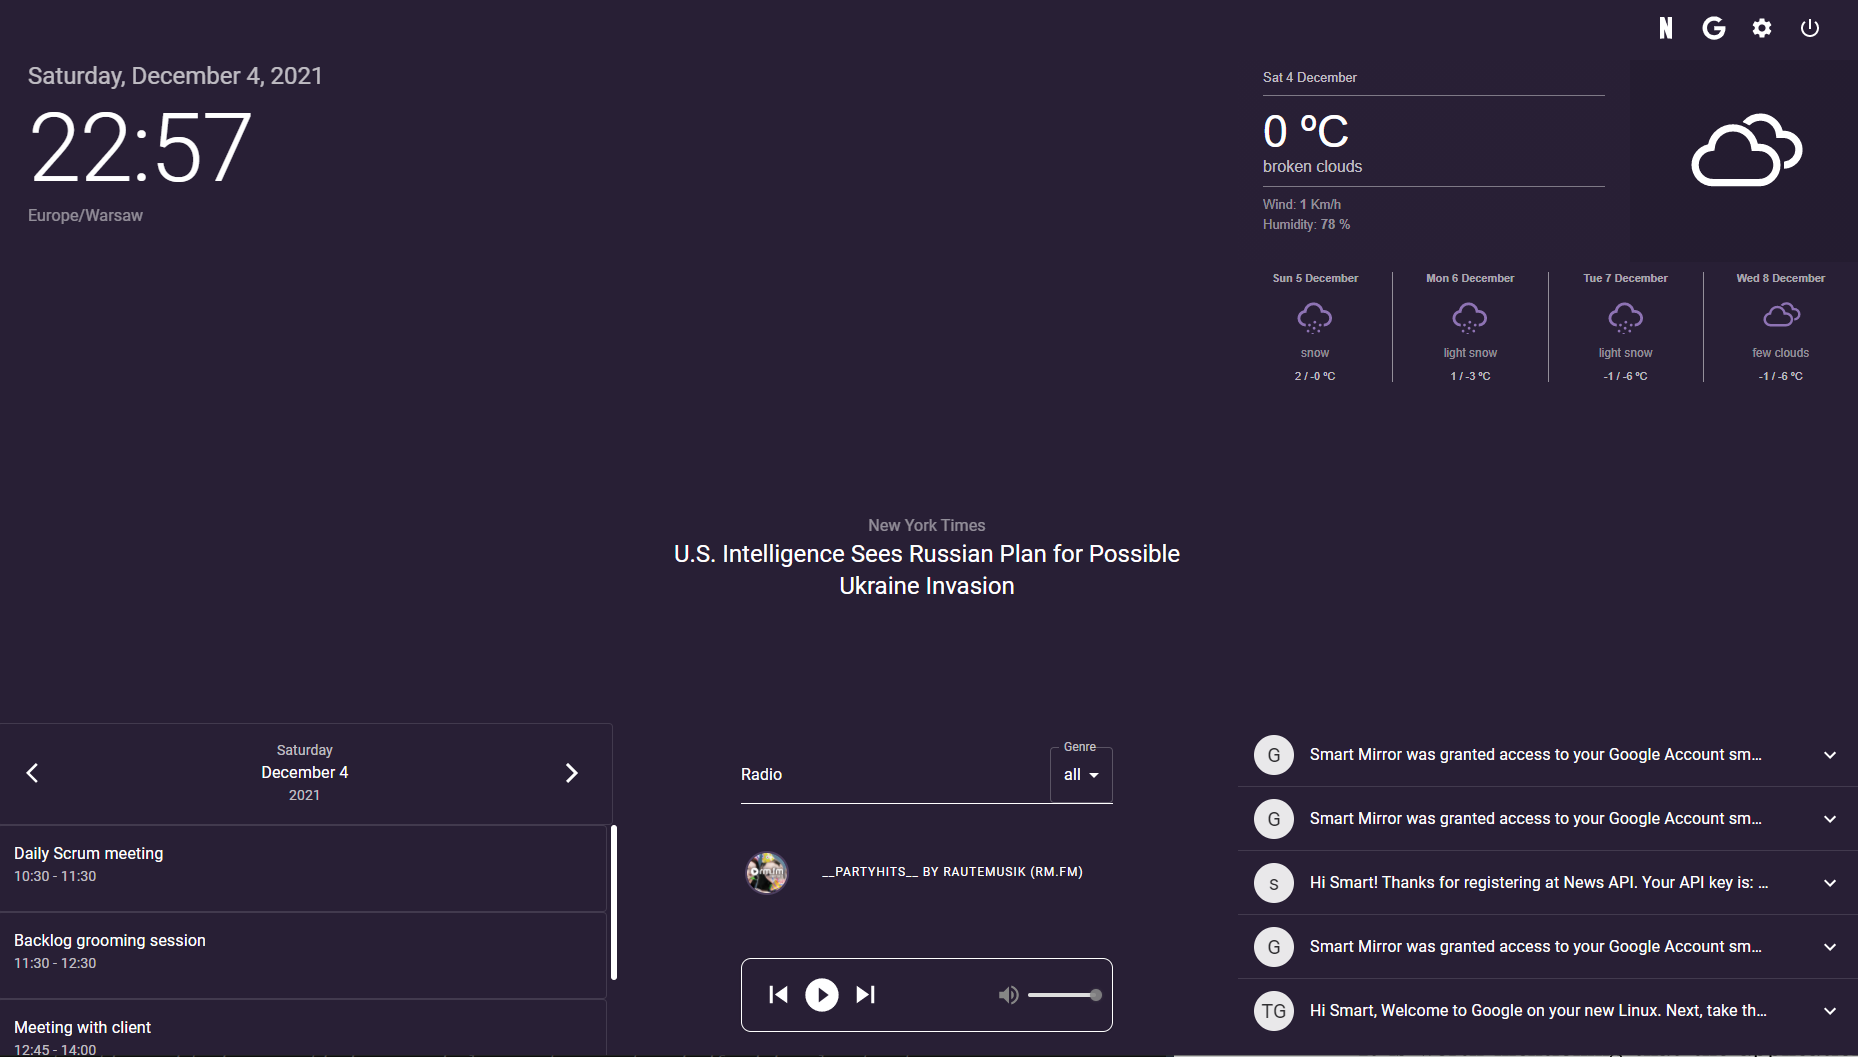 Saturday, December 4, 2021
22:57
Europe/Warsaw
Sat 4 December
0 ºC
broken clouds
Wind: 1 Km/h
Humidity: 78 %
Sun 5 December
snow
2 / -0 ºC
Mon 6 December
light snow
1 / -3 ºC
Tue 7 December
light snow
-1 / -6 ºC
Wed 8 December
few clouds
-1 / -6 ºC
New York Times
U.S. Intelligence Sees Russian Plan for Possible
Ukraine Invasion
Saturday
December 4
2021
Daily Scrum meeting
10:30 - 11:30
Backlog grooming session
11:30 - 12:30
Meeting with client
12:45 - 14:00
Radio
Genre
all
rm.fm
__PARTYHITS__ BY RAUTEMUSIK (RM.FM)
G
Smart Mirror was granted access to your Google Account sm...
G
Smart Mirror was granted access to your Google Account sm...
s
Hi Smart! Thanks for registering at News API. Your API key is: ...
G
Smart Mirror was granted access to your Google Account sm...
TG
Hi Smart, Welcome to Google on your new Linux. Next, take th...